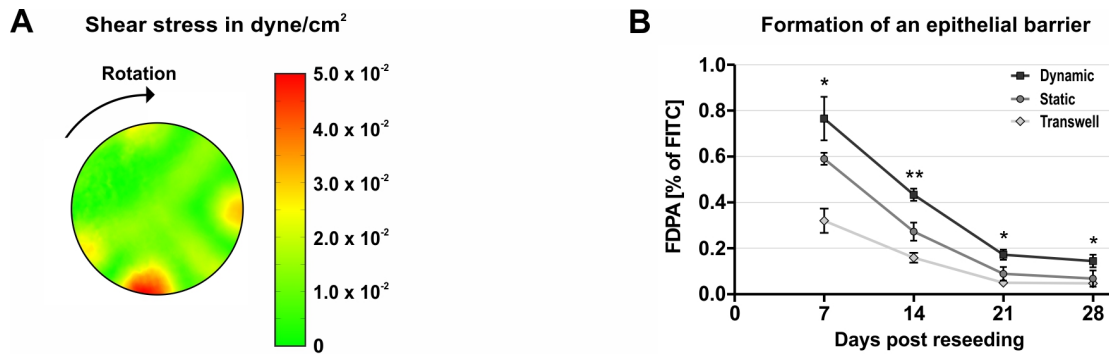 A
Shear stress in dyne/cm²
Rotation
5.0 x 10⁻²
4.0 x 10⁻²
3.0 x 10⁻²
2.0 x 10⁻²
1.0 x 10⁻²
0
B
Formation of an epithelial barrier
FDPA [% of FITC]
1.0
0.8
0.6
0.4
0.2
0.0
*
**
*
*
Dynamic
Static
Transwell
0 7 14 21 28
Days post reseeding